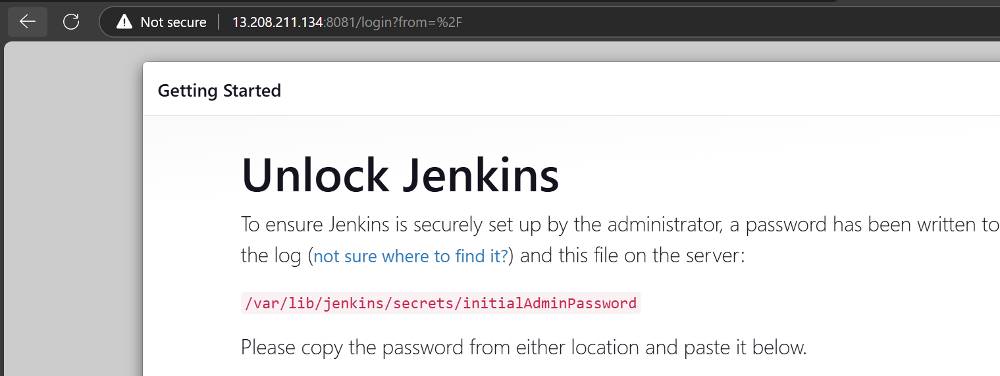 Not secure 13.208.211.134:8081/login?from=%2F
Getting Started
Unlock Jenkins
To ensure Jenkins is securely set up by the administrator, a password has been written to
the log (not sure where to find it?) and this file on the server:
/var/lib/jenkins/secrets/initialAdminPassword
Please copy the password from either location and paste it below.